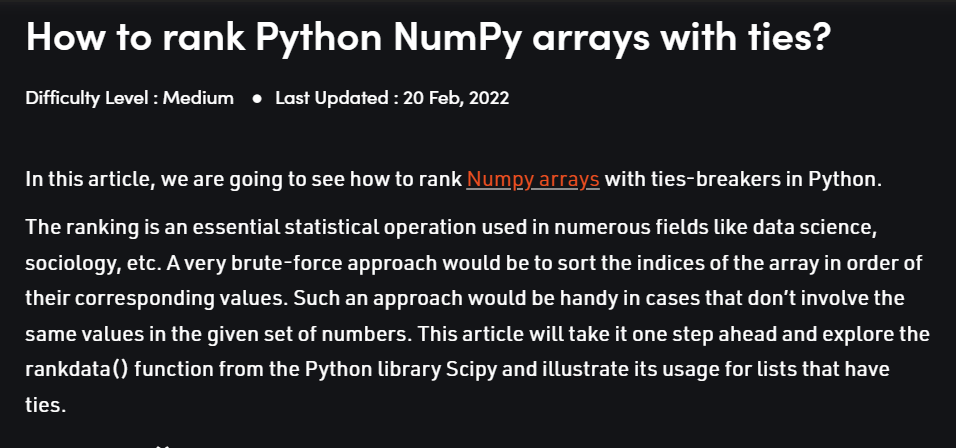 How to rank Python NumPy arrays with ties?
Difficulty Level : Medium ● Last Updated : 20 Feb, 2022
In this article, we are going to see how to rank Numpy arrays with ties-breakers in Python.
The ranking is an essential statistical operation used in numerous fields like data science,
sociology, etc. A very brute-force approach would be to sort the indices of the array in order of
their corresponding values. Such an approach would be handy in cases that don’t involve the
same values in the given set of numbers. This article will take it one step ahead and explore the
rankdata() function from the Python library Scipy and illustrate its usage for lists that have
ties.